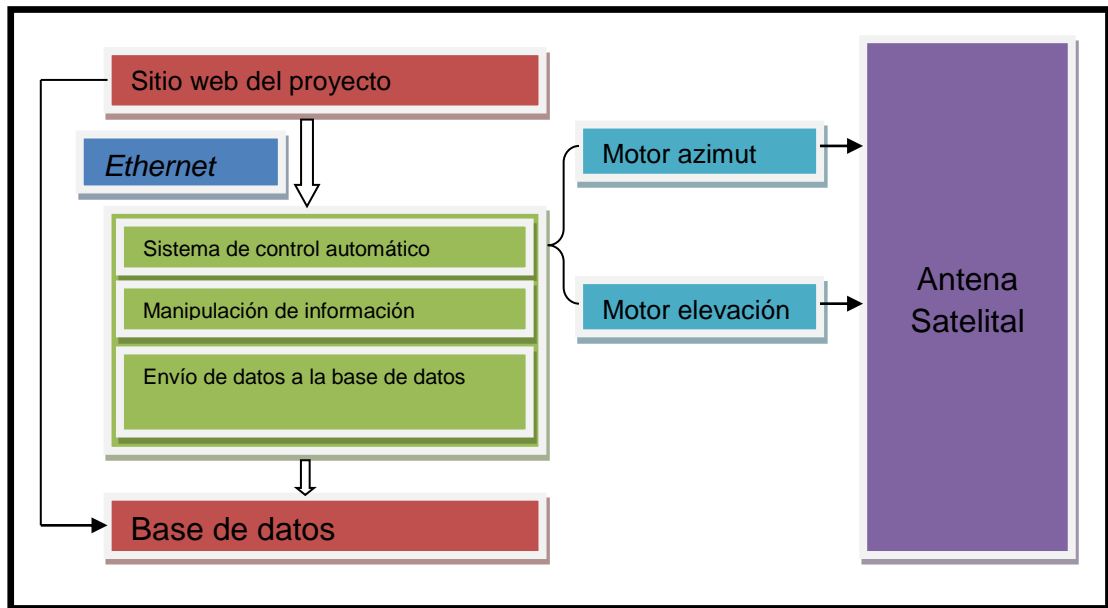 Sitio web del proyecto
Ethernet
Sistema de control automático
Manipulación de información
Envío de datos a la base de datos
Base de datos
Motor azimut
Motor elevación
Antena
Satelital